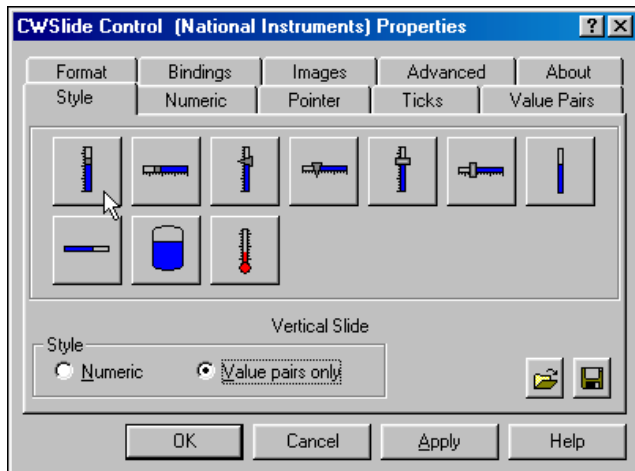 CWSlide Control (National Instruments) Properties
Format Bindings Images Advanced About
Style Numeric Pointer Ticks Value Pairs
Vertical Slide
Style
Numeric Value pairs only
OK Cancel Apply Help